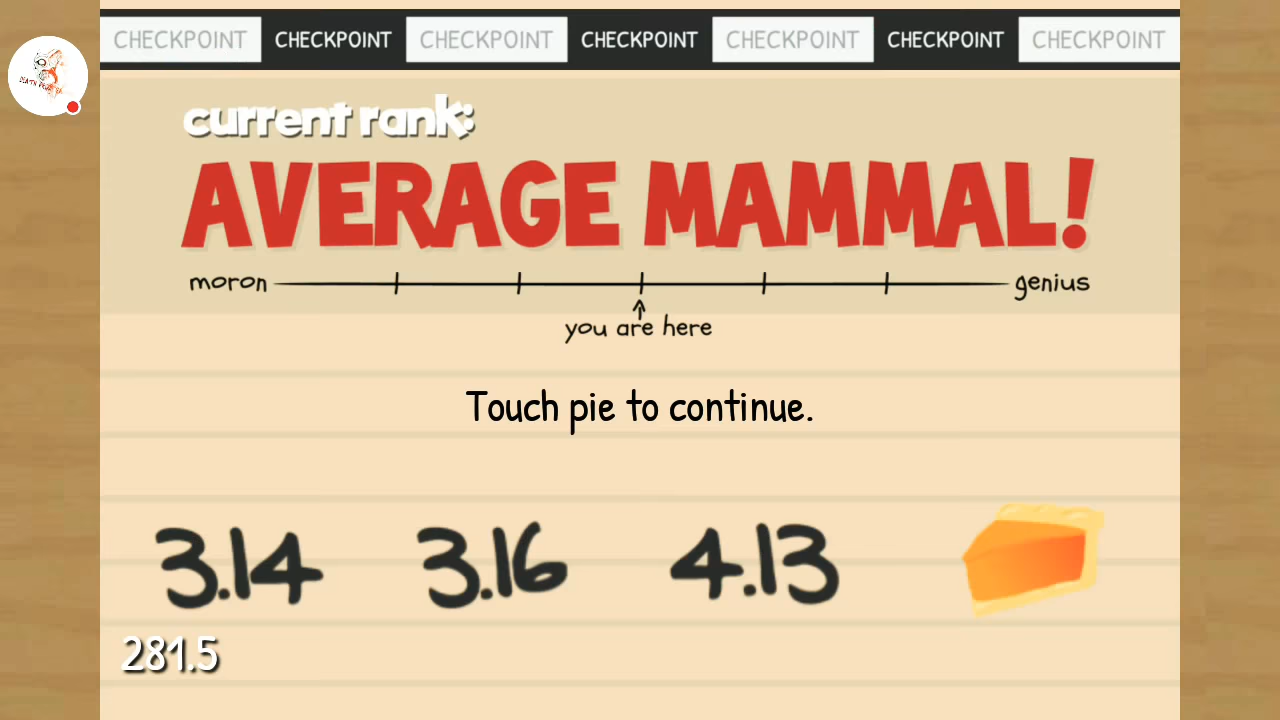 CHECKPOINT CHECKPOINT CHECKPOINT CHECKPOINT CHECKPOINT CHECKPOINT CHECKPOINT
current rank:
AVERAGE MAMMAL!
moron genius
you are here
Touch pie to continue.
3.14 3.16 4.13
281.5